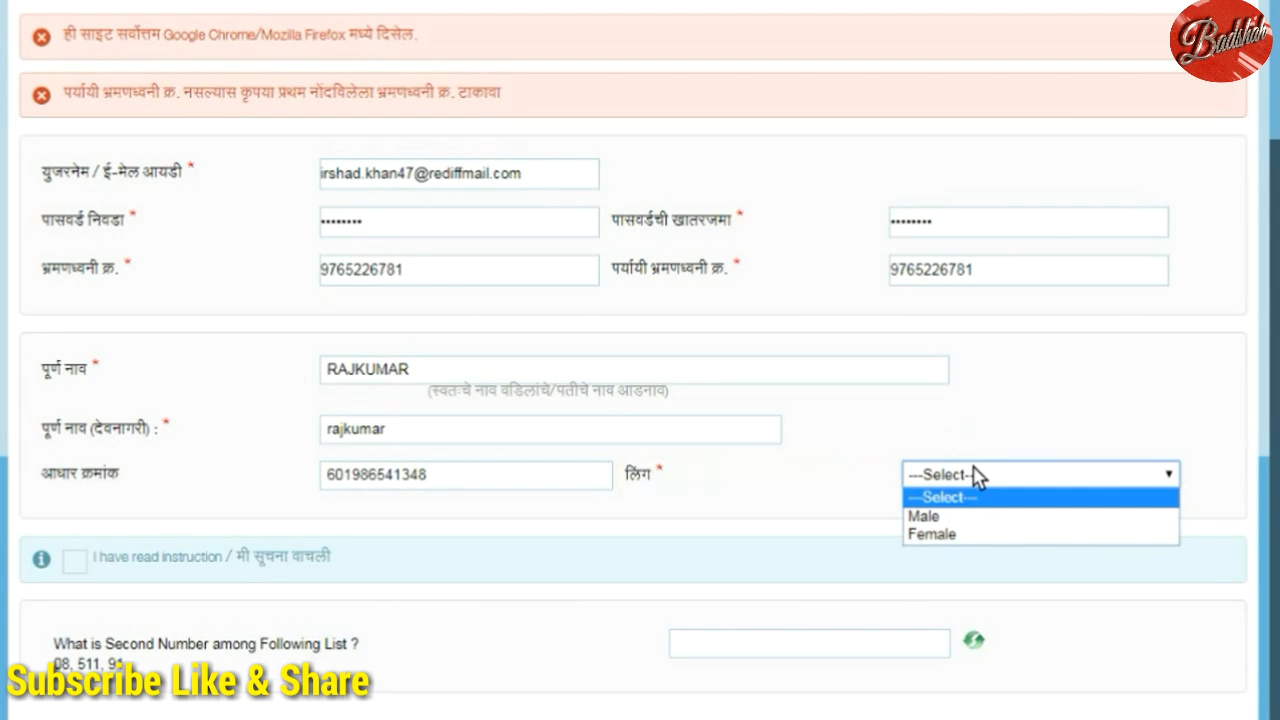 Badshah
ही साइट सर्वोत्तम Google Chrome/Mozilla Firefox मध्ये दिसेल.
पर्यायी भ्रमणध्वनी क्र. नसल्यास कृपया प्रथम नोंदविलेला भ्रमणध्वनी क्र. टाकावा
युजरनेम / ई-मेल आयडी * irshad.khan47@rediffmail.com
पासवर्ड निवडा * •••••••• पासवर्डची खातरजमा * ••••••••
भ्रमणध्वनी क्र. * 9765226781 पर्यायी भ्रमणध्वनी क्र. * 9765226781
पूर्ण नाव * RAJKUMAR
(स्वतःचे नाव वडिलांचे/पतीचे नाव आडनाव)
पूर्ण नाव (देवनागरी) : * rajkumar
आधार क्रमांक 601986541348 लिंग * ---Select---
---Select---
Male
Female
I have read instruction / मी सूचना वाचली
What is Second Number among Following List ?
08, 511, 91
Subscribe Like & Share